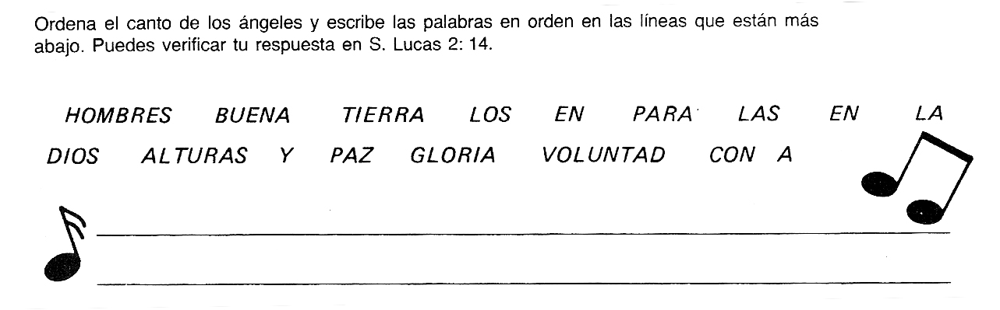 Ordena el canto de los ángeles y escribe las palabras en orden en las líneas que están más
abajo. Puedes verificar tu respuesta en S. Lucas 2: 14.
HOMBRES BUENA TIERRA LOS EN PARA LAS EN LA
DIOS ALTURAS Y PAZ GLORIA VOLUNTAD CON A